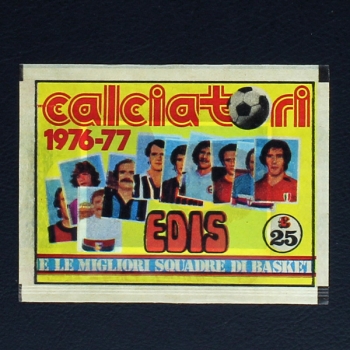 calciatori
1976-77
EDIS
£ 25
E LE MIGLIORI SQUADRE DI BASKET